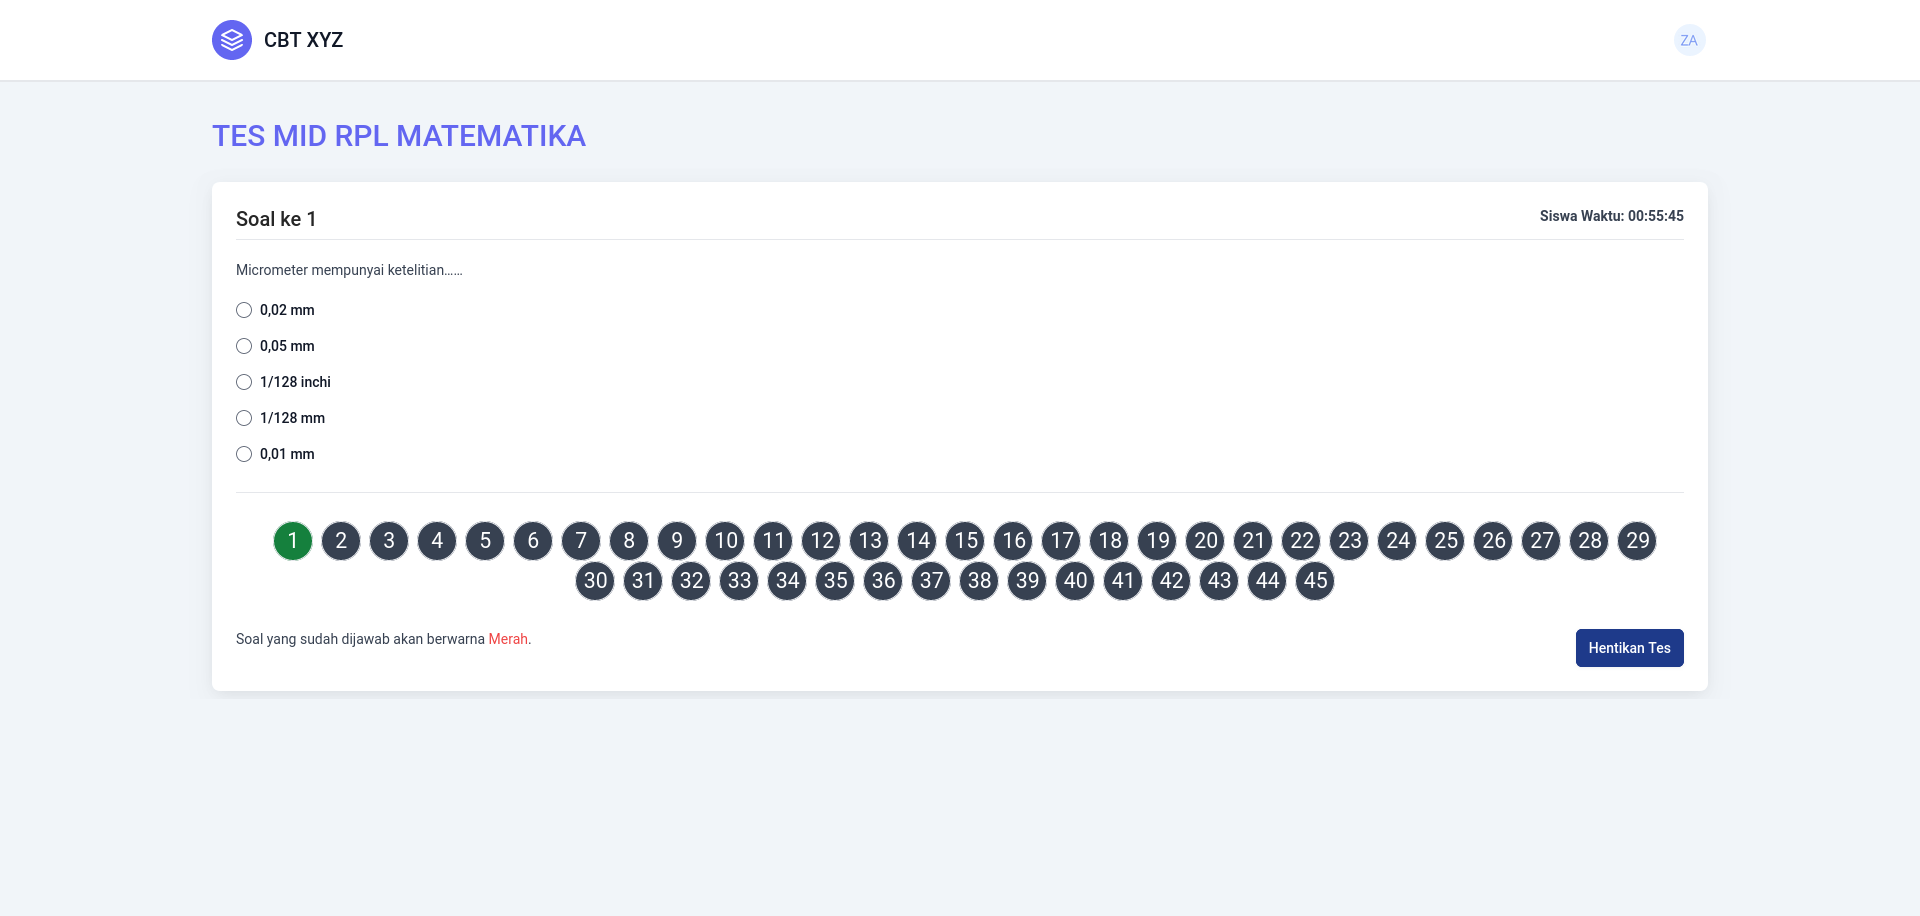 CBT XYZ
ZA
TES MID RPL MATEMATIKA
Soal ke 1
Siswa Waktu: 00:55:45
Micrometer mempunyai ketelitian......
0,02 mm
0,05 mm
1/128 inchi
1/128 mm
0,01 mm
1 2 3 4 5 6 7 8 9 10 11 12 13 14 15 16 17 18 19 20 21 22 23 24 25 26 27 28 29
30 31 32 33 34 35 36 37 38 39 40 41 42 43 44 45
Soal yang sudah dijawab akan berwarna Merah.
Hentikan Tes